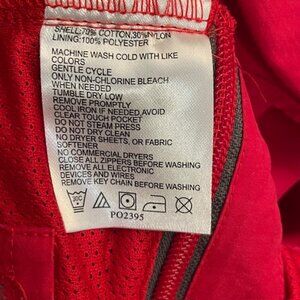 SHELL:70% COTTON,30%NYLON
LINING:100% POLYESTER
MACHINE WASH COLD WITH LIKE
COLORS
GENTLE CYCLE
ONLY NON-CHLORINE BLEACH
WHEN NEEDED
TUMBLE DRY LOW
REMOVE PROMPTLY
COOL IRON IF NEEDED AVOID
CLEAR TOUCH POCKET
DO NOT STEAM PRESS
DO NOT DRY CLEAN
NO DRYER SHEETS, OR FABRIC
SOFTENER
NO COMMERCIAL DRYERS
CLOSE ALL ZIPPERS BEFORE WASHING
REMOVE ALL ELECTRONIC
DEVICES AND WIRES
REMOVE KEY CHAIN BEFORE WASHING
30C
PO2395